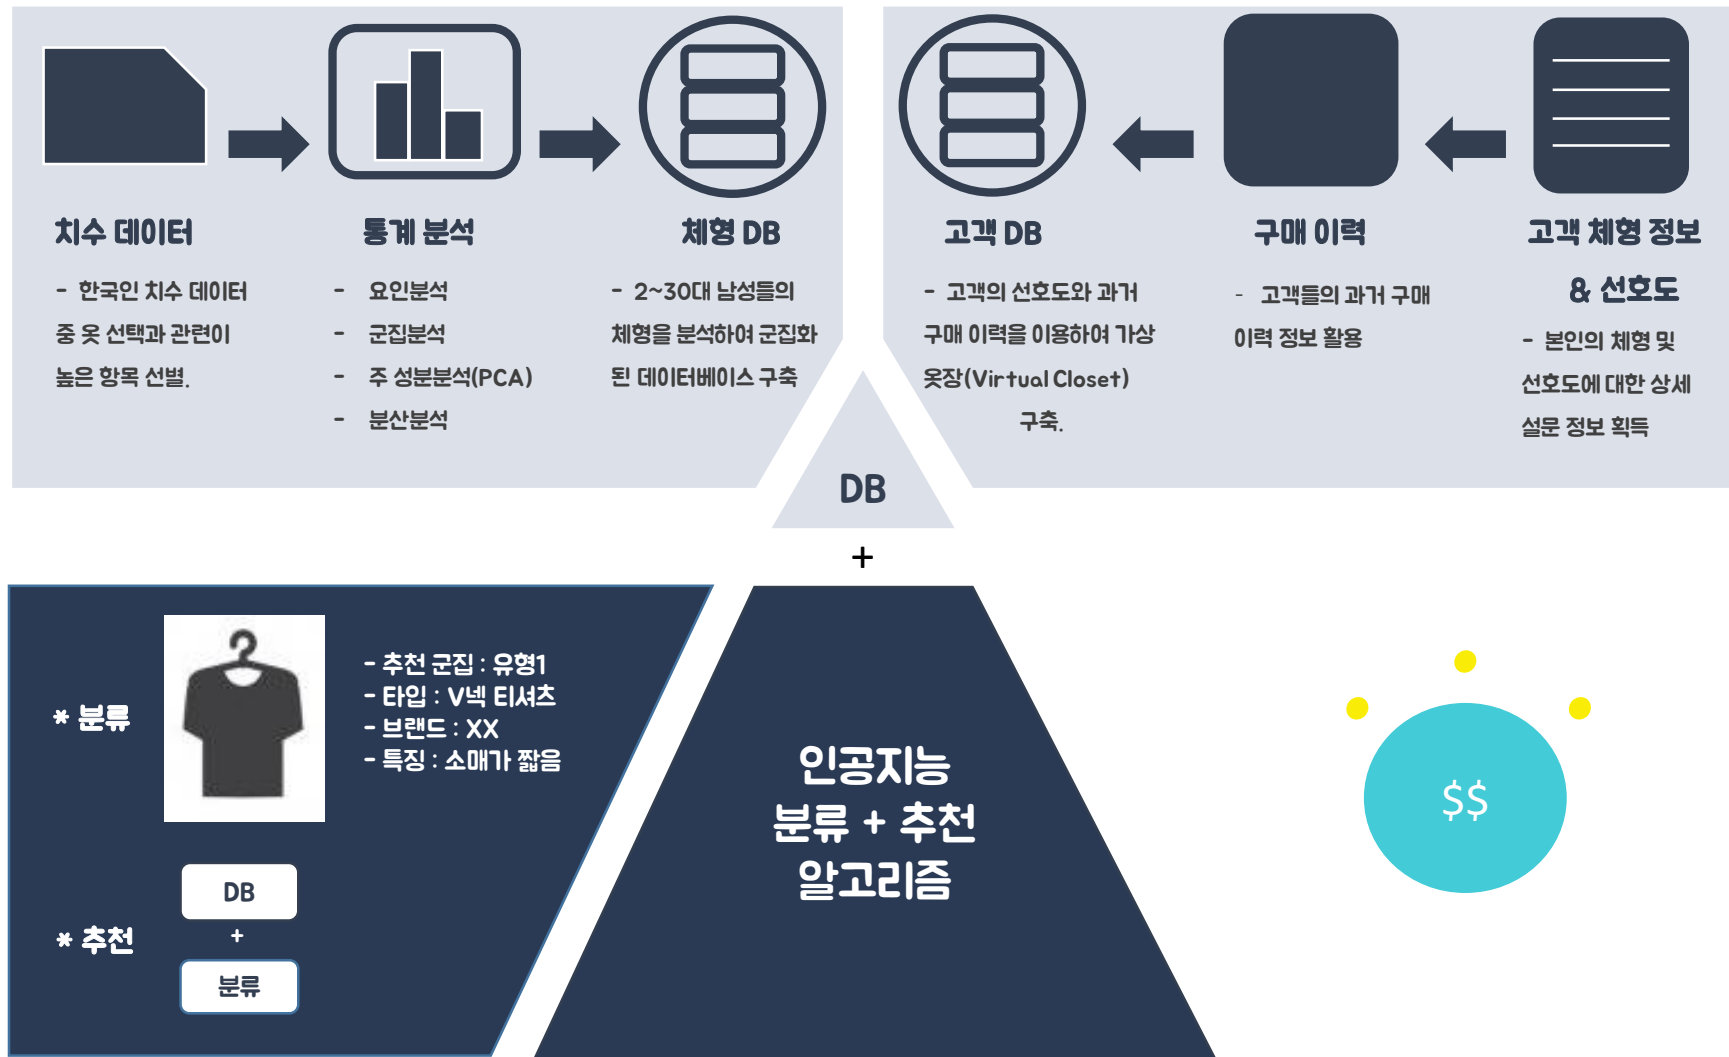 치수 데이터
- 한국인 치수 데이터
중 옷 선택과 관련이
높은 항목 선별.
통계 분석
- 요인분석
- 군집분석
- 주 성분분석(PCA)
- 분산분석
체형 DB
- 2~30대 남성들의
체형을 분석하여 군집화
된 데이터베이스 구축
고객 DB
- 고객의 선호도와 과거
구매 이력을 이용하여 가상
옷장(Virtual Closet)
구축.
구매 이력
- 고객들의 과거 구매
이력 정보 활용
고객 체형 정보
& 선호도
- 본인의 체형 및
선호도에 대한 상세
설문 정보 획득
DB
+
* 분류
- 추천 군집 : 유형1
- 타입 : V넥 티셔츠
- 브랜드 : XX
- 특징 : 소매가 짧음
* 추천
DB
+
분류
인공지능
분류 + 추천
알고리즘
$$